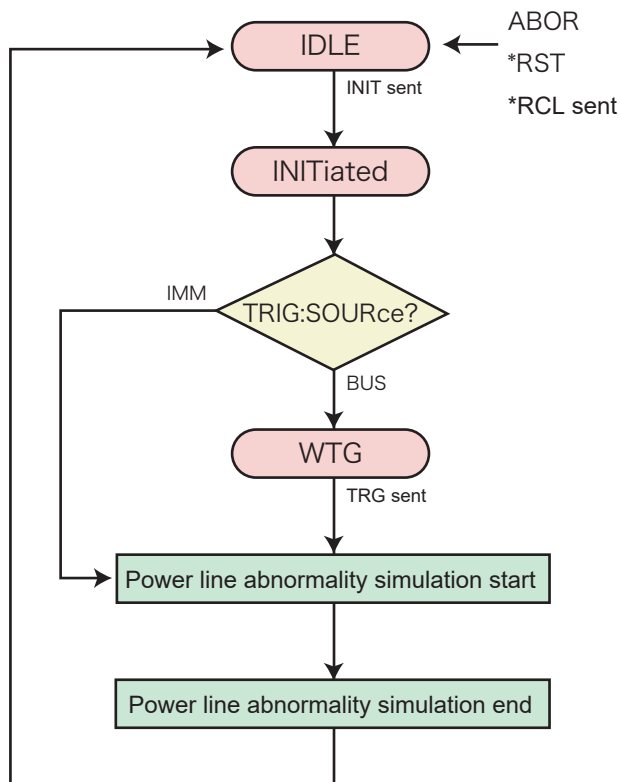 IDLE
ABOR
*RST
*RCL sent
INIT sent
INITiated
IMM
TRIG:SOURce?
BUS
WTG
TRG sent
Power line abnormality simulation start
Power line abnormality simulation end